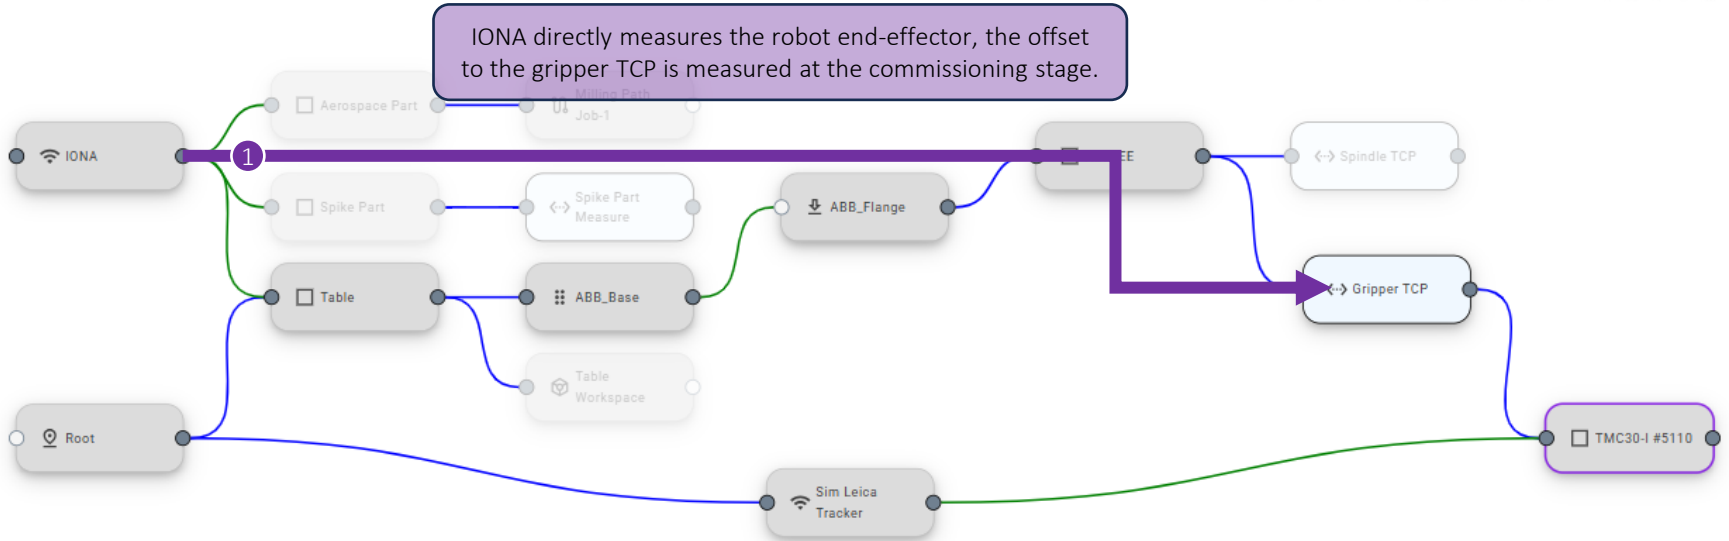 IONA directly measures the robot end-effector, the offset
to the gripper TCP is measured at the commissioning stage.
Aerospace Part
Milling Path
Job-1
IONA
1
EE
Spindle TCP
Spike Part
Spike Part
Measure
ABB_Flange
Table
ABB_Base
Gripper TCP
Table
Workspace
Root
TMC30-I #5110
Sim Leica
Tracker